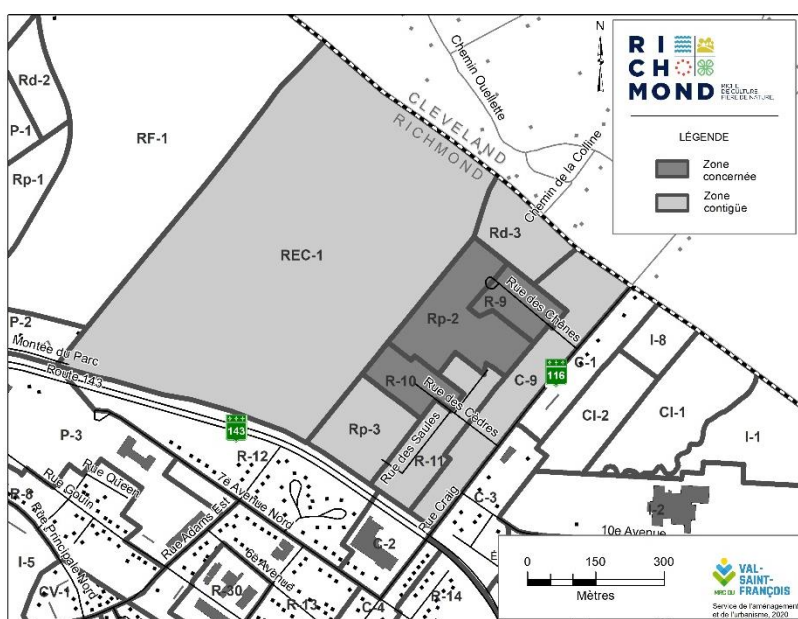 Rd-2
P-1
Rp-1
RF-1
CLEVELAND
RICHMOND
Chemin Ouellette
Chemin de la Colline
N
RI
CH
MOND
RICHE
DE CULTURE
FIÈRE DE NATURE
LÉGENDE
Zone
concernée
Zone
contigüe
REC-1
Rd-3
R-9
Rue des Chênes
Rp-2
P-2
Montée du Parc
Route 143
C-1
I-8
116
C-9
R-10
Rue des Cèdres
CI-2
CI-1
I-1
Rp-3
Rue des Saules
R-11
143
P-3
R-12
7e Avenue Nord
Rue Craig
C-3
I-2
10e Avenue
Rue Queen
Rue Gouin
R-8
Rue Adams Est
C-2
6e Avenue
Rue Principale Nord
I-5
CV-1
R-30
R-13
C-4
R-14
É
0 150 300
Mètres
MRC DU
VAL-
SAINT-
FRANÇOIS
Service de l'aménagement
et de l'urbanisme, 2020